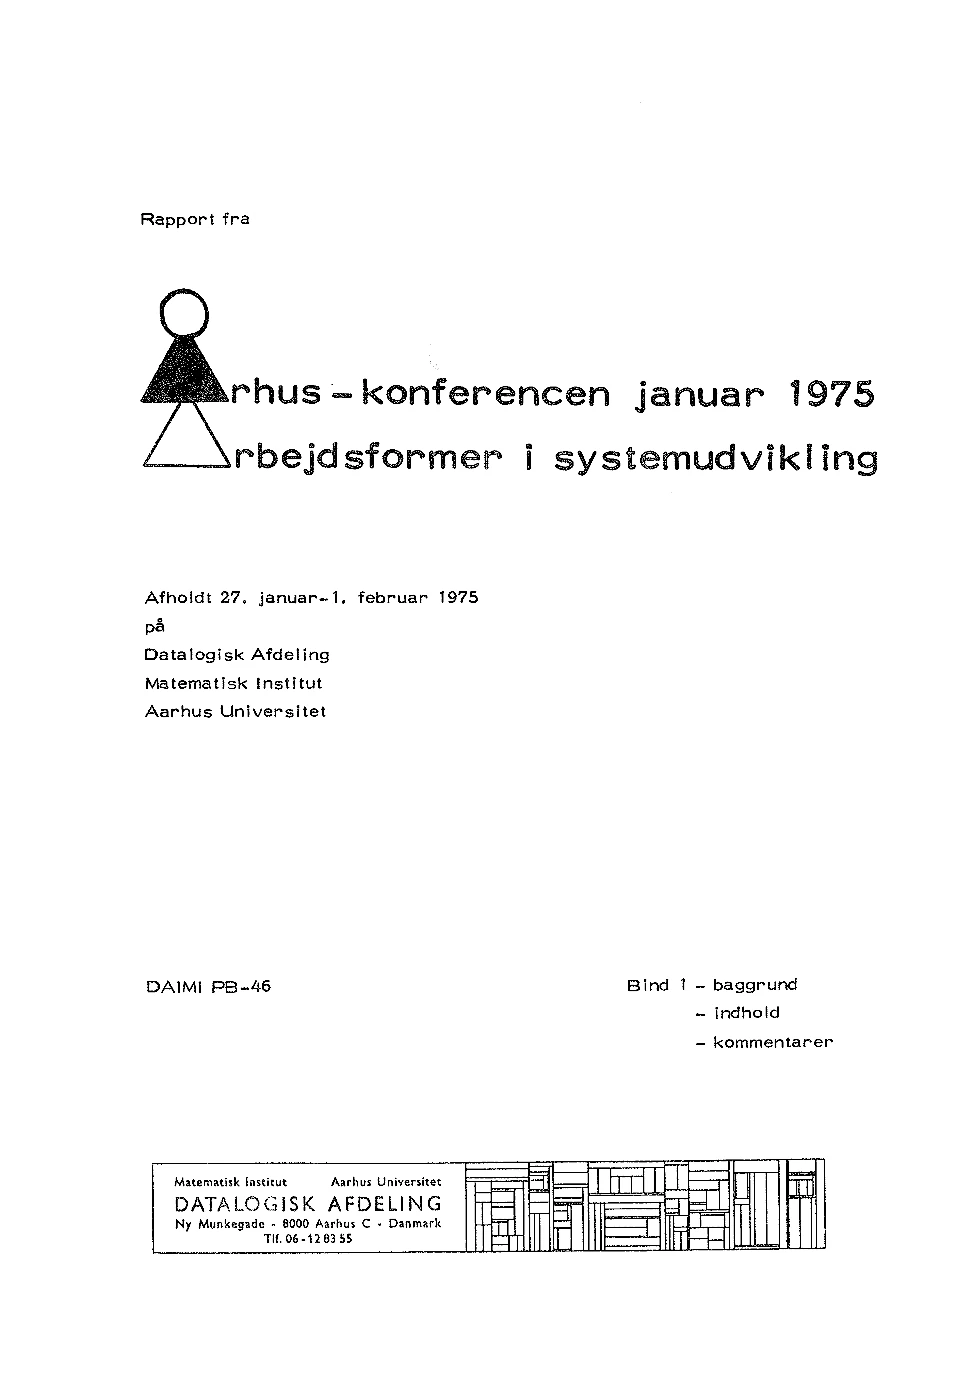 Rapport fra
Århus-konferencen januar 1975
Arbejdsformer i systemudvikling
Afholdt 27. januar-1. februar 1975
på
Datalogisk Afdeling
Matematisk Institut
Aarhus Universitet
DAIMI PB-46
Bind 1 - baggrund
- indhold
- kommentarer
Matematisk Institut Aarhus Universitet
DATALOGISK AFDELING
Ny Munkegade - 8000 Aarhus C - Danmark
Tlf. 06-12 83 55